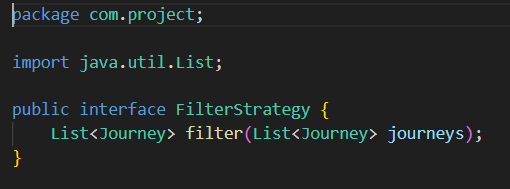 package com.project;
import java.util.List;
public interface FilterStrategy {
    List<Journey> filter(List<Journey> journeys);
}